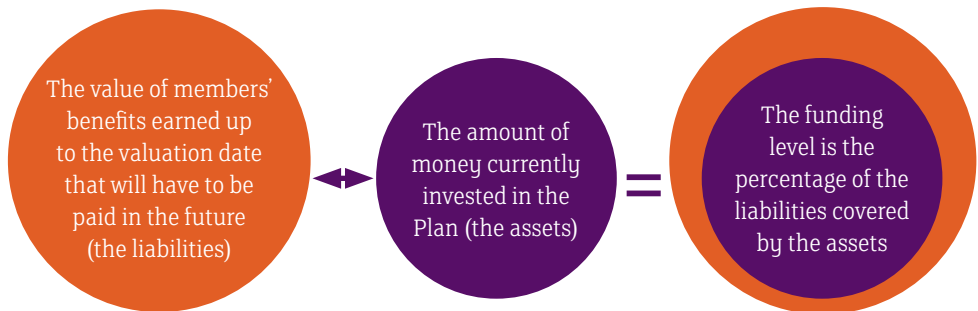 The value of members’
benefits earned up
to the valuation date
that will have to be
paid in the future
(the liabilities)
The amount of
money currently
invested in the
Plan (the assets)
=
The funding
level is the
percentage of the
liabilities covered
by the assets